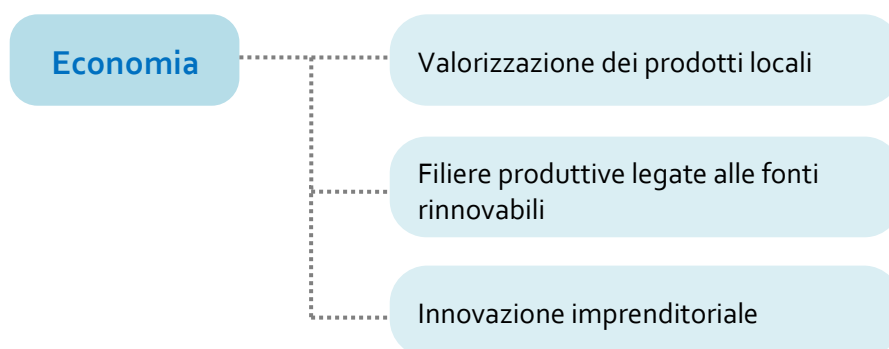 Economia
Valorizzazione dei prodotti locali
Filiere produttive legate alle fonti
rinnovabili
Innovazione imprenditoriale